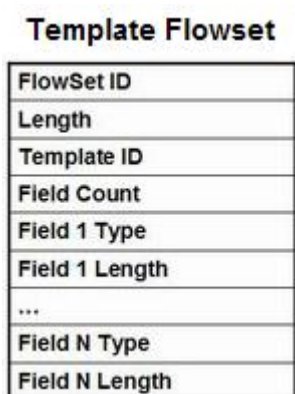 Template Flowset
FlowSet ID
Length
Template ID
Field Count
Field 1 Type
Field 1 Length
...
Field N Type
Field N Length